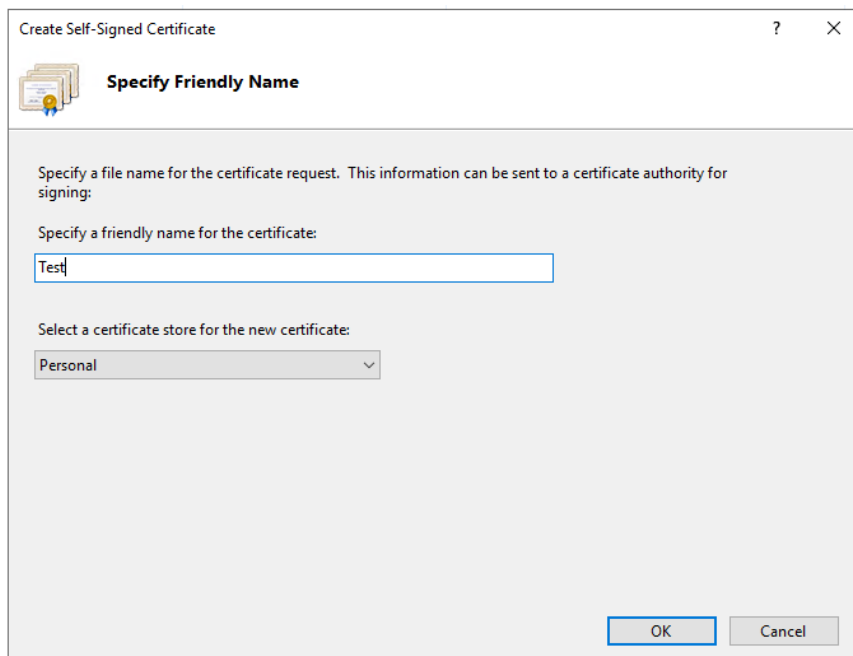 Create Self-Signed Certificate
?
Specify Friendly Name
Specify a file name for the certificate request.  This information can be sent to a certificate authority for
signing:
Specify a friendly name for the certificate:
Test
Select a certificate store for the new certificate:
Personal
OK
Cancel